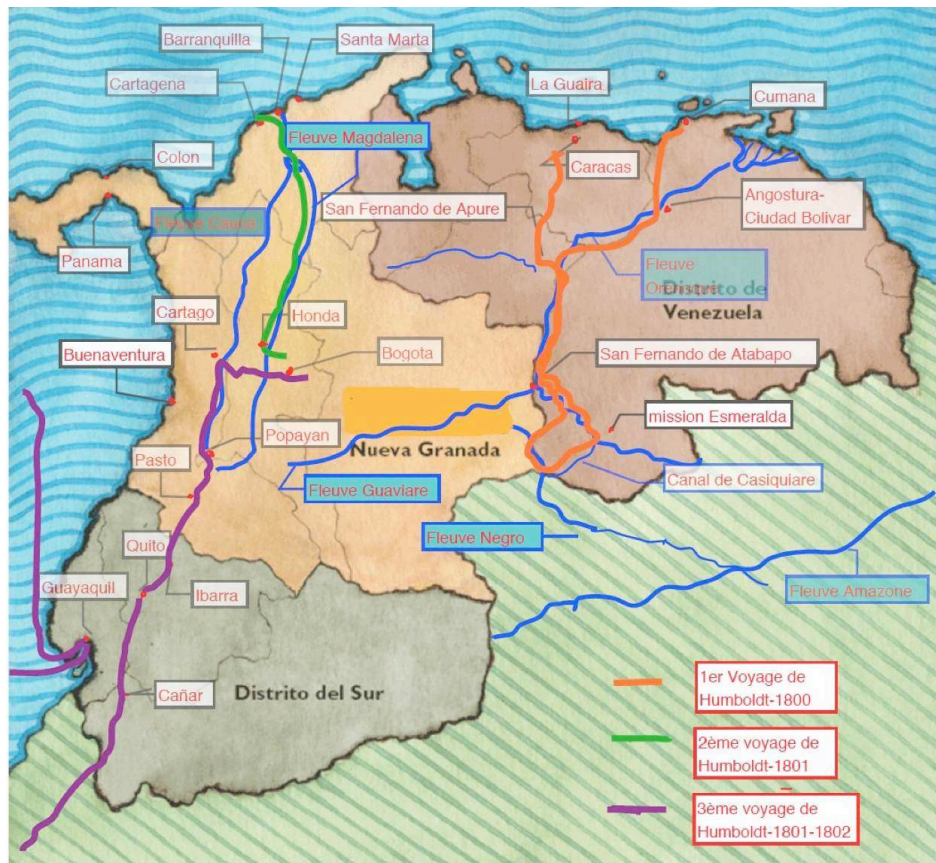 Barranquilla
Santa Marta
Cartagena
La Guaira
Cumana
Fleuve Magdalena
Colon
Caracas
San Fernando de Apure
Angostura-
Ciudad Bolivar
Fleuve Cauca
Panama
Fleuve
Orénoque
Distrito de
Venezuela
Cartago
Honda
Buenaventura
Bogota
San Fernando de Atabapo
mission Esmeralda
Popayan
Nueva Granada
Pasto
Fleuve Guaviare
Canal de Casiquiare
Quito
Fleuve Negro
Guayaquil
Ibarra
Fleuve Amazone
Distrito del Sur
Cañar
1er Voyage de
Humboldt-1800
2ème voyage de
Humboldt-1801
3ème voyage de
Humboldt-1801-1802